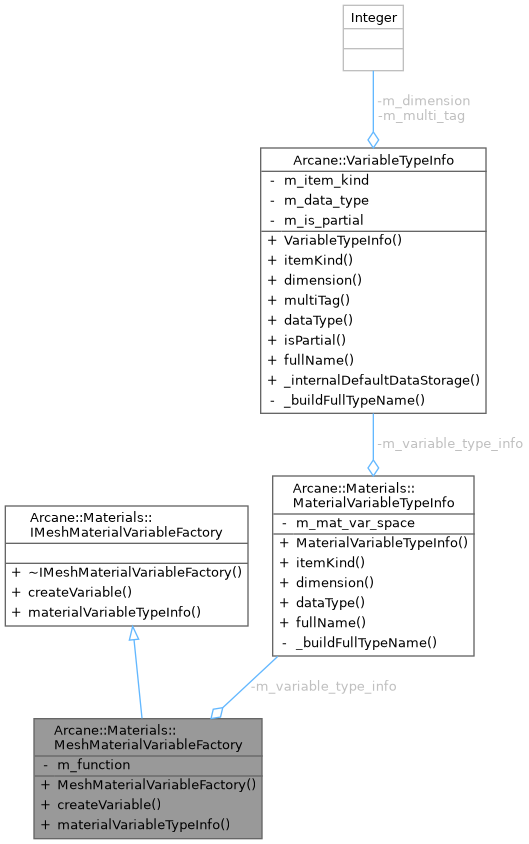 Integer
-m_dimension
-m_multi_tag
Arcane::VariableTypeInfo
- m_item_kind
- m_data_type
- m_is_partial
+ VariableTypeInfo()
+ itemKind()
+ dimension()
+ multiTag()
+ dataType()
+ isPartial()
+ fullName()
+ _internalDefaultDataStorage()
- _buildFullTypeName()
-m_variable_type_info
Arcane::Materials::
MaterialVariableTypeInfo
- m_mat_var_space
+ MaterialVariableTypeInfo()
+ itemKind()
+ dimension()
+ dataType()
+ fullName()
- _buildFullTypeName()
Arcane::Materials::
IMeshMaterialVariableFactory
+ ~IMeshMaterialVariableFactory()
+ createVariable()
+ materialVariableTypeInfo()
-m_variable_type_info
Arcane::Materials::
MeshMaterialVariableFactory
- m_function
+ MeshMaterialVariableFactory()
+ createVariable()
+ materialVariableTypeInfo()